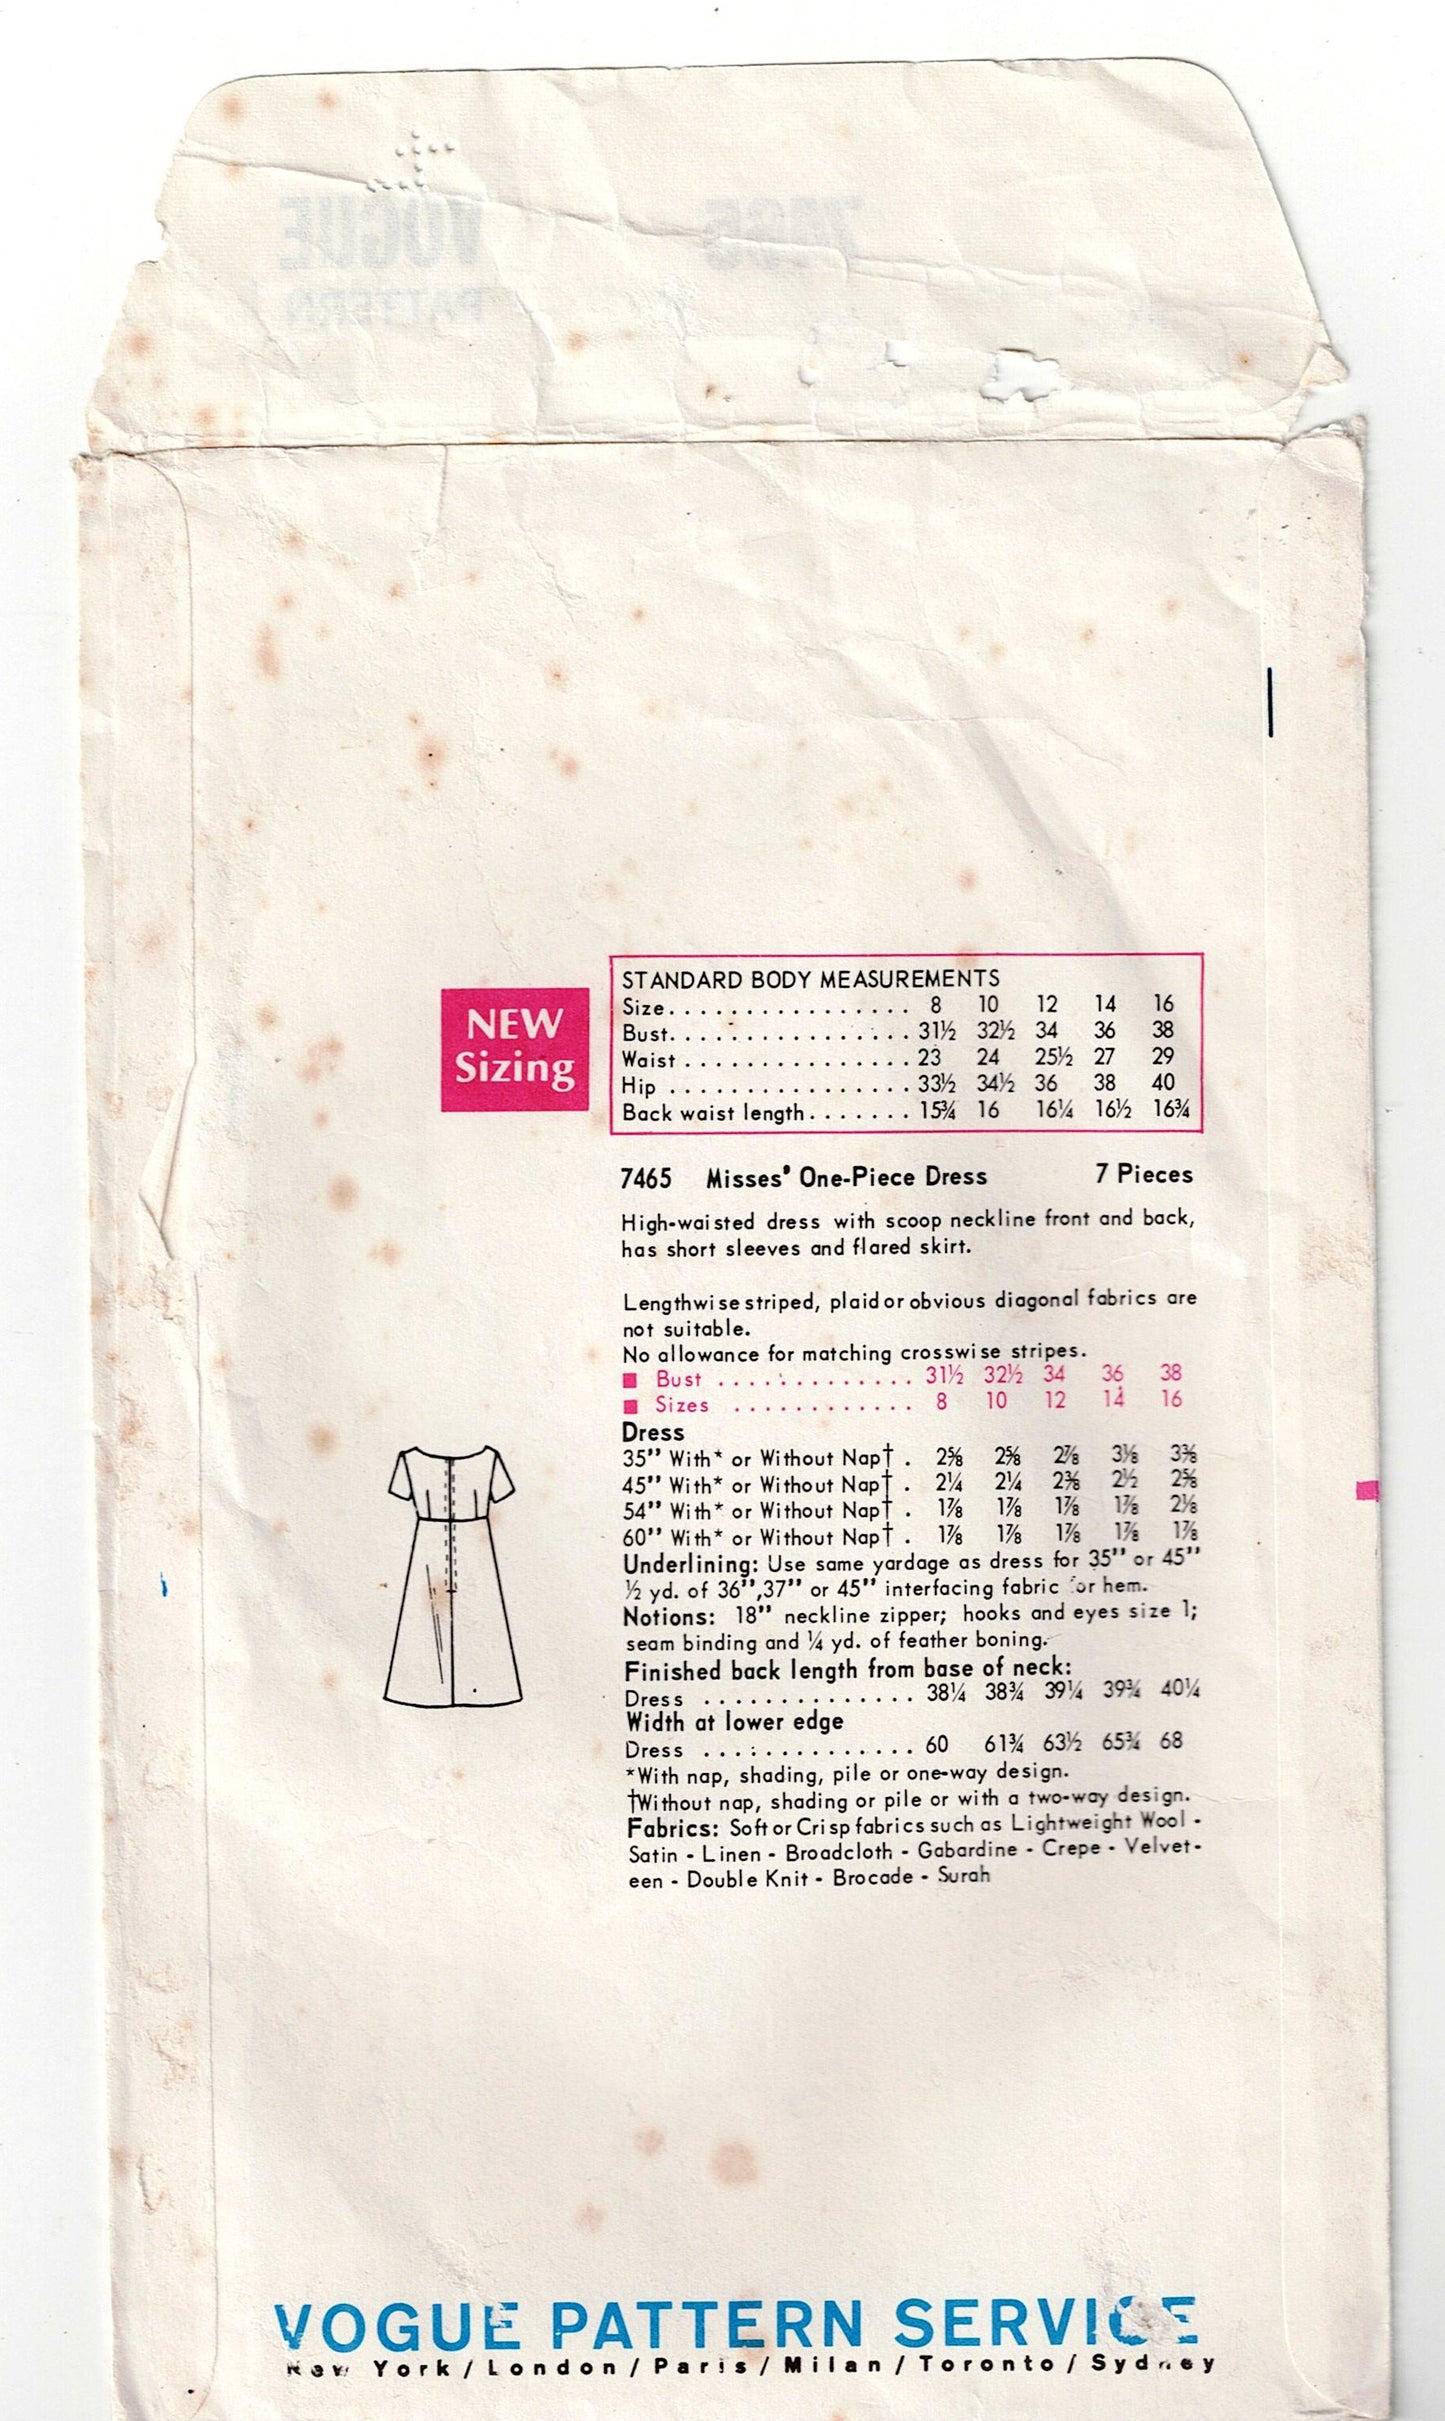 VOGUE 7465
PATTERN
NEW
Sizing
STANDARD BODY MEASUREMENTS
Size. . . . . . . . . . . . . . . . . 8 10 12 14 16
Bust. . . . . . . . . . . . . . . . . 31½ 32½ 34 36 38
Waist . . . . . . . . . . . . . . . . 23 24 25½ 27 29
Hip . . . . . . . . . . . . . . . . . 33½ 34½ 36 38 40
Back waist length. . . . . . . 15¾ 16 16¼ 16½ 16¾
7465 Misses' One-Piece Dress 7 Pieces
High-waisted dress with scoop neckline front and back,
has short sleeves and flared skirt.
Lengthwise striped, plaid or obvious diagonal fabrics are
not suitable.
No allowance for matching crosswise stripes.
■ Bust . . . . . . . . . . . . . . 31½ 32½ 34 36 38
■ Sizes . . . . . . . . . . . . . 8 10 12 14 16
Dress
35" With* or Without Nap† . 2⅝ 2⅝ 2⅞ 3⅛ 3⅜
45" With* or Without Nap† . 2¼ 2¼ 2⅜ 2½ 2⅝
54" With* or Without Nap† . 1⅞ 1⅞ 1⅞ 1⅞ 2⅛
60" With* or Without Nap† . 1⅞ 1⅞ 1⅞ 1⅞ 1⅞
Underlining: Use same yardage as dress for 35" or 45"
½ yd. of 36",37" or 45" interfacing fabric for hem.
Notions: 18" neckline zipper; hooks and eyes size 1;
seam binding and ¼ yd. of feather boning.
Finished back length from base of neck:
Dress . . . . . . . . . . . . . . . 38¼ 38¾ 39¼ 39¾ 40¼
Width at lower edge
Dress . . . . . . . . . . . . . . . 60 61¾ 63½ 65¾ 68
*With nap, shading, pile or one-way design.
†Without nap, shading or pile or with a two-way design.
Fabrics: Soft or Crisp fabrics such as Lightweight Wool -
Satin - Linen - Broadcloth - Gabardine - Crepe - Velvet-
een - Double Knit - Brocade - Surah
VOGUE PATTERN SERVICE
New York / London / Paris / Milan / Toronto / Sydney